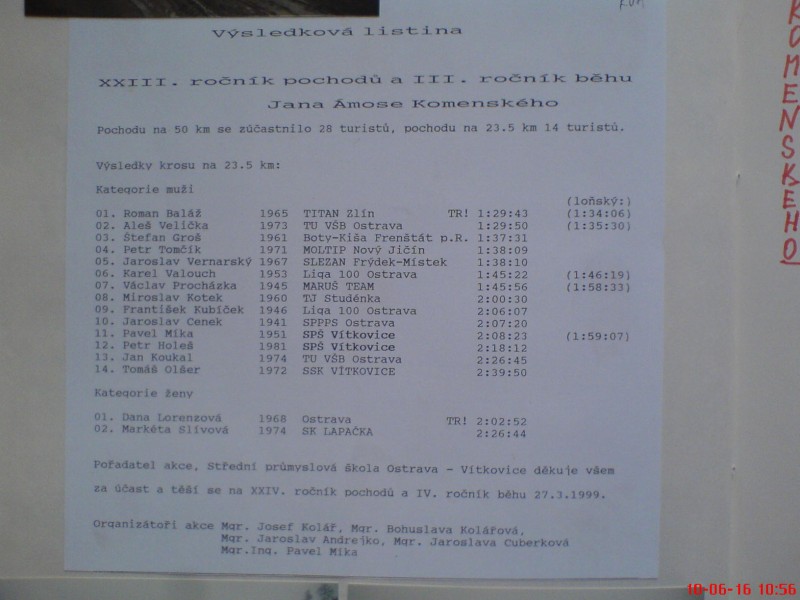 Výsledková listina
XXIII. ročník pochodů a III. ročník běhu
Jana Ámose Komenského
Pochodu na 50 km se zúčastnilo 28 turistů, pochodu na 23.5 km 14 turistů.
Výsledky krosu na 23.5 km:
Kategorie muži
(loňský:)
01. Roman Baláž 1965 TITAN Zlín TR! 1:29:43 (1:34:06)
02. Aleš Velička 1973 TU VŠB Ostrava 1:29:50 (1:35:30)
03. Štefan Groš 1961 Boty-Kiša Frenštát p.R. 1:37:31
04. Petr Tomčík 1971 MOLTIP Nový Jičín 1:38:09
05. Jaroslav Vernarský 1967 SLEZAN Frýdek-Místek 1:38:10
06. Karel Valouch 1953 Liga 100 Ostrava 1:45:22 (1:46:19)
07. Václav Procházka 1945 MARUŠ TEAM 1:45:56 (1:58:33)
08. Miroslav Kotek 1960 TJ Studénka 2:00:30
09. František Kubíček 1946 Liga 100 Ostrava 2:06:07
10. Jaroslav Cenek 1941 SPPPS Ostrava 2:07:20
11. Pavel Míka 1951 SPŠ Vítkovice 2:08:23 (1:59:07)
12. Petr Holeš 1981 SPŠ Vítkovice 2:18:12
13. Jan Koukal 1974 TU VŠB Ostrava 2:26:45
14. Tomáš Olšer 1972 SSK VÍTKOVICE 2:39:50
Kategorie ženy
01. Dana Lorenzová 1968 Ostrava TR! 2:02:52
02. Markéta Slívová 1974 SK LAPAČKA 2:26:44
Pořadatel akce, Střední průmyslová škola Ostrava - Vítkovice děkuje všem
za účast a těší se na XXIV. ročník pochodů a IV. ročník běhu 27.3.1999.
Organizátoři akce Mgr. Josef Kolář, Mgr. Bohuslava Kolářová,
Mgr. Jaroslav Andrejko, Mgr. Jaroslava Cuberková
Mgr.Ing. Pavel Míka
KOMENSKÉHO
10-06-16 10:56